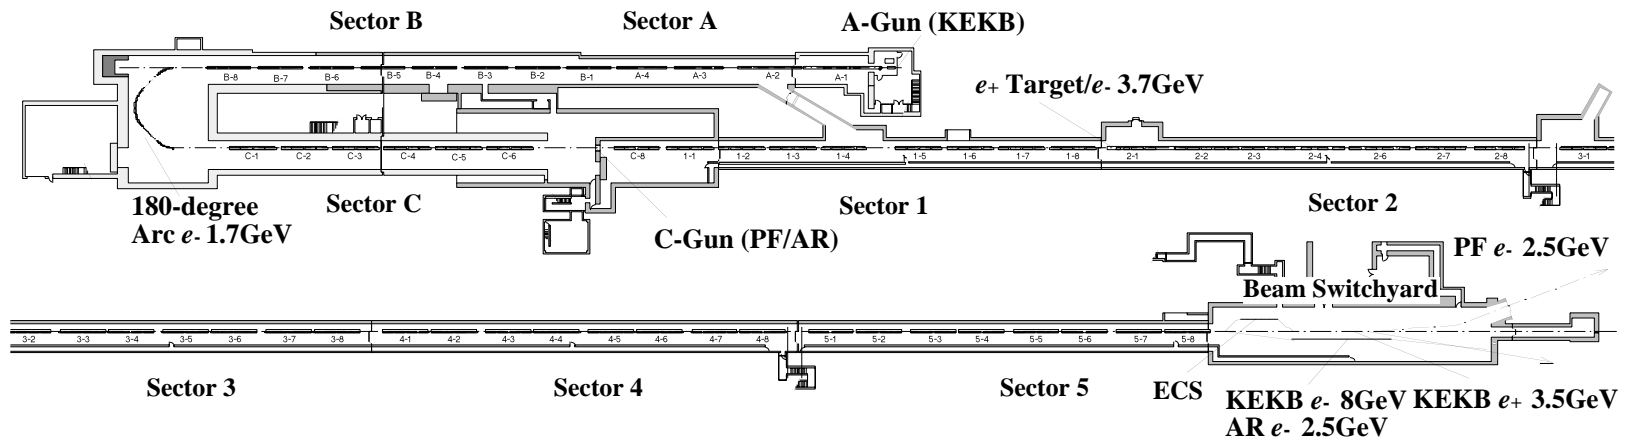 Sector B
Sector A
A-Gun (KEKB)
B-8 B-7 B-6 B-5 B-4 B-3 B-2 B-1 A-4 A-3 A-2 A-1
e+ Target/e- 3.7GeV
C-1 C-2 C-3 C-4 C-5 C-6 C-8 1-1 1-2 1-3 1-4 1-5 1-6 1-7 1-8 2-1 2-2 2-3 2-4 2-6 2-7 2-8 3-1
180-degree
Arc e- 1.7GeV
Sector C
C-Gun (PF/AR)
Sector 1
Sector 2
PF e- 2.5GeV
Beam Switchyard
3-2 3-3 3-4 3-5 3-6 3-7 3-8 4-1 4-2 4-3 4-4 4-5 4-6 4-7 4-8 5-1 5-2 5-3 5-4 5-5 5-6 5-7 5-8
Sector 3
Sector 4
Sector 5
ECS
KEKB e- 8GeV
AR e- 2.5GeV
KEKB e+ 3.5GeV